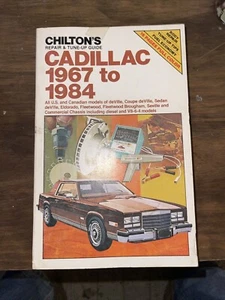 CHILTON'S
REPAIR & TUNE-UP GUIDE
CADILLAC
1967 to
1984
All U.S. and Canadian models of deVille, Coupe deVille, Sedan
deVille, Eldorado, Fleetwood, Fleetwood Brougham, Seville and
Commercial Chassis including diesel and V8-6-4 models